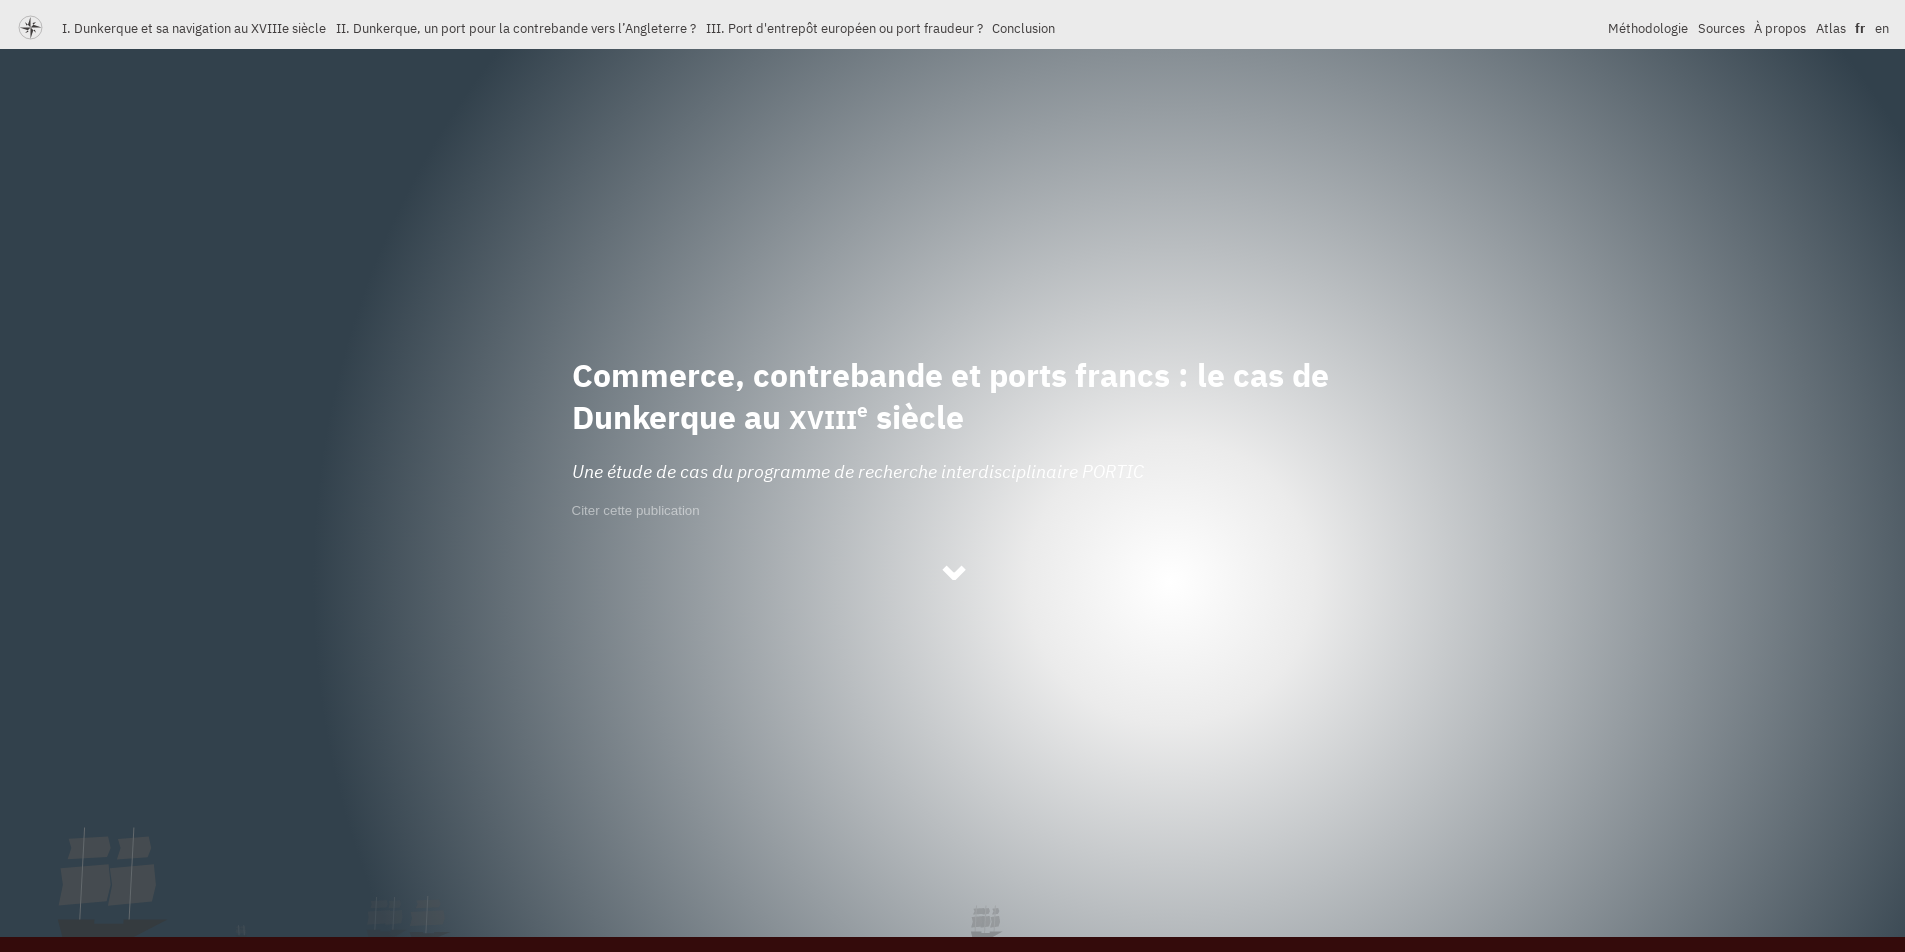 I. Dunkerque et sa navigation au XVIIIe siècle II. Dunkerque, un port pour la contrebande vers l’Angleterre ? III. Port d'entrepôt européen ou port fraudeur ? Conclusion Méthodologie Sources À propos Atlas fr en
Commerce, contrebande et ports francs : le cas de
Dunkerque au XVIIIe siècle
Une étude de cas du programme de recherche interdisciplinaire PORTIC
Citer cette publication